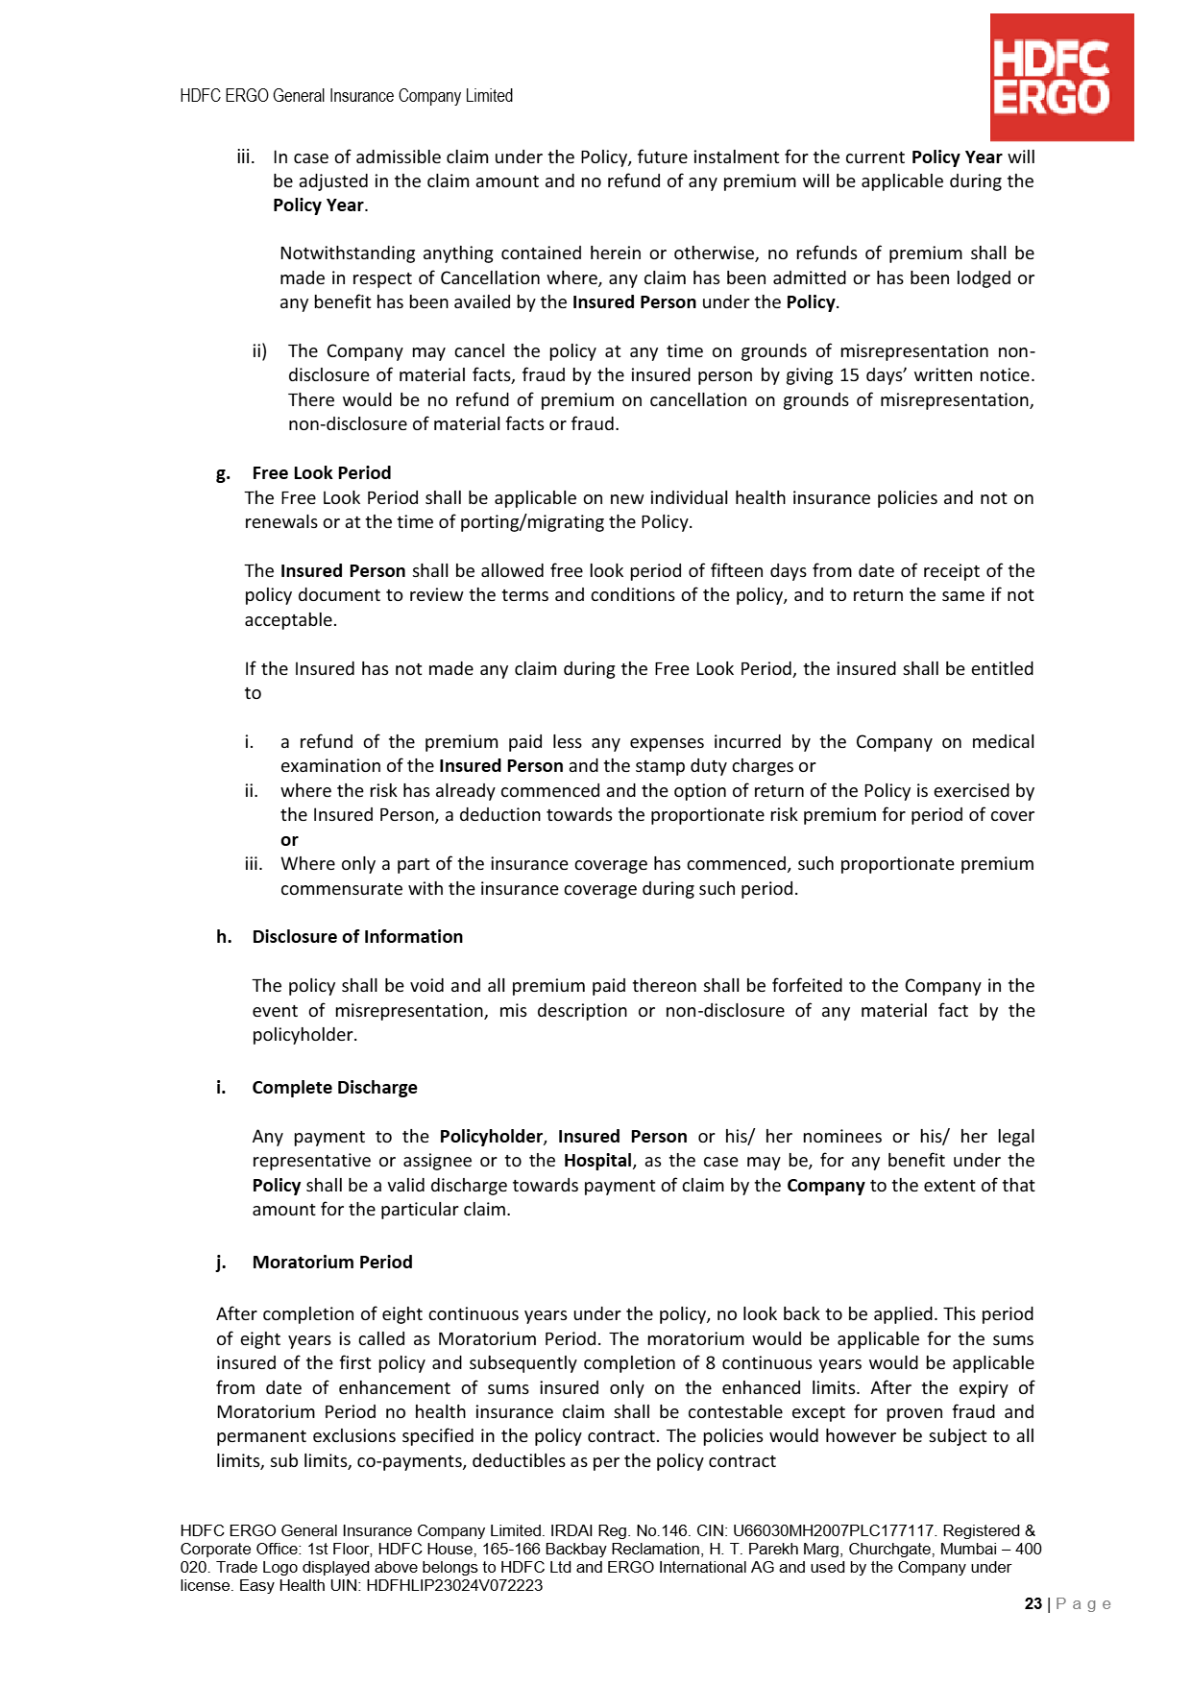 HDFC
ERGO
HDFC ERGO General Insurance Company Limited
iii. In case of admissible claim under the Policy, future instalment for the current Policy Year will
be adjusted in the claim amount and no refund of any premium will be applicable during the
Policy Year.
Notwithstanding anything contained herein or otherwise, no refunds of premium shall be
made in respect of Cancellation where, any claim has been admitted or has been lodged or
any benefit has been availed by the Insured Person under the Policy.
ii) The Company may cancel the policy at any time on grounds of misrepresentation non-
disclosure of material facts, fraud by the insured person by giving 15 days’ written notice.
There would be no refund of premium on cancellation on grounds of misrepresentation,
non-disclosure of material facts or fraud.
g. Free Look Period
The Free Look Period shall be applicable on new individual health insurance policies and not on
renewals or at the time of porting/migrating the Policy.
The Insured Person shall be allowed free look period of fifteen days from date of receipt of the
policy document to review the terms and conditions of the policy, and to return the same if not
acceptable.
If the Insured has not made any claim during the Free Look Period, the insured shall be entitled
to
i. a refund of the premium paid less any expenses incurred by the Company on medical
examination of the Insured Person and the stamp duty charges or
ii. where the risk has already commenced and the option of return of the Policy is exercised by
the Insured Person, a deduction towards the proportionate risk premium for period of cover
or
iii. Where only a part of the insurance coverage has commenced, such proportionate premium
commensurate with the insurance coverage during such period.
h. Disclosure of Information
The policy shall be void and all premium paid thereon shall be forfeited to the Company in the
event of misrepresentation, mis description or non-disclosure of any material fact by the
policyholder.
i. Complete Discharge
Any payment to the Policyholder, Insured Person or his/ her nominees or his/ her legal
representative or assignee or to the Hospital, as the case may be, for any benefit under the
Policy shall be a valid discharge towards payment of claim by the Company to the extent of that
amount for the particular claim.
j. Moratorium Period
After completion of eight continuous years under the policy, no look back to be applied. This period
of eight years is called as Moratorium Period. The moratorium would be applicable for the sums
insured of the first policy and subsequently completion of 8 continuous years would be applicable
from date of enhancement of sums insured only on the enhanced limits. After the expiry of
Moratorium Period no health insurance claim shall be contestable except for proven fraud and
permanent exclusions specified in the policy contract. The policies would however be subject to all
limits, sub limits, co-payments, deductibles as per the policy contract
HDFC ERGO General Insurance Company Limited. IRDAI Reg. No.146. CIN: U66030MH2007PLC177117. Registered &
Corporate Office: 1st Floor, HDFC House, 165-166 Backbay Reclamation, H. T. Parekh Marg, Churchgate, Mumbai – 400
020. Trade Logo displayed above belongs to HDFC Ltd and ERGO International AG and used by the Company under
license. Easy Health UIN: HDFHLIP23024V072223
23 | Page